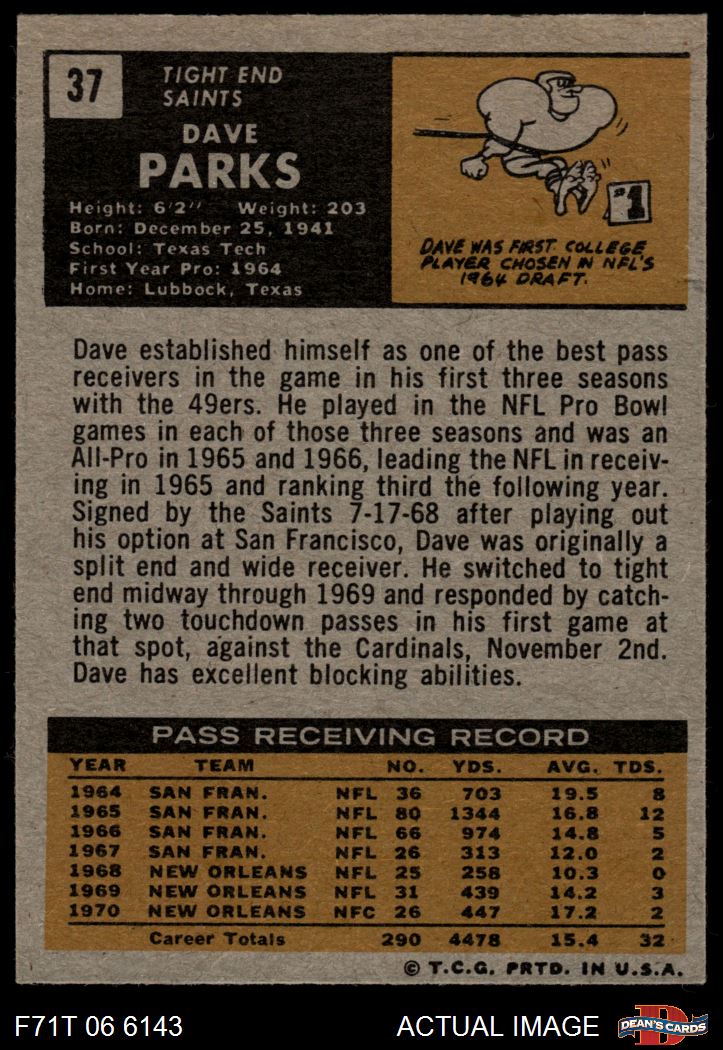 37
TIGHT END
SAINTS
DAVE
PARKS
Height: 6'2" Weight: 203
Born: December 25, 1941
School: Texas Tech
First Year Pro: 1964
Home: Lubbock, Texas
#1
DAVE WAS FIRST COLLEGE
PLAYER CHOSEN IN NFL'S
1964 DRAFT.
Dave established himself as one of the best pass
receivers in the game in his first three seasons
with the 49ers. He played in the NFL Pro Bowl
games in each of those three seasons and was an
All-Pro in 1965 and 1966, leading the NFL in receiv-
ing in 1965 and ranking third the following year.
Signed by the Saints 7-17-68 after playing out
his option at San Francisco, Dave was originally a
split end and wide receiver. He switched to tight
end midway through 1969 and responded by catch-
ing two touchdown passes in his first game at
that spot, against the Cardinals, November 2nd.
Dave has excellent blocking abilities.
PASS RECEIVING RECORD
YEAR TEAM NO. YDS. AVG. TDS.
1964 SAN FRAN. NFL 36 703 19.5 8
1965 SAN FRAN. NFL 80 1344 16.8 12
1966 SAN FRAN. NFL 66 974 14.8 5
1967 SAN FRAN. NFL 26 313 12.0 2
1968 NEW ORLEANS NFL 25 258 10.3 0
1969 NEW ORLEANS NFL 31 439 14.2 3
1970 NEW ORLEANS NFC 26 447 17.2 2
Career Totals 290 4478 15.4 32
© T.C.G. PRTD. IN U.S.A.
F71T 06 6143 ACTUAL IMAGE
D
DEAN'S CARDS